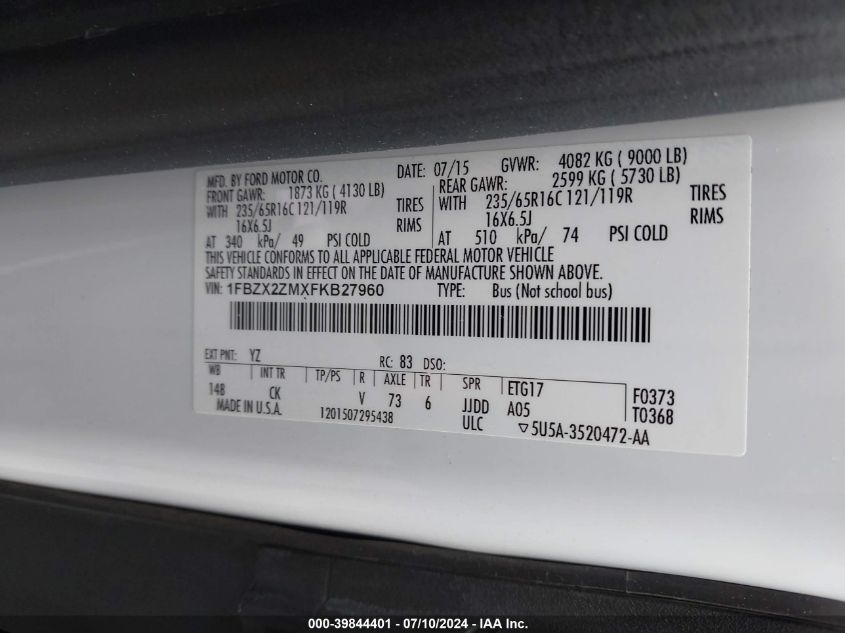 MFD. BY FORD MOTOR CO. DATE: 07/15 GVWR: 4082 KG ( 9000 LB)
FRONT GAWR: 1873 KG ( 4130 LB) REAR GAWR: 2599 KG ( 5730 LB)
WITH 235/65R16C 121/119R TIRES WITH 235/65R16C 121/119R TIRES
16X6.5J RIMS 16X6.5J RIMS
AT 340 kPa/ 49 PSI COLD AT 510 kPa/ 74 PSI COLD
THIS VEHICLE CONFORMS TO ALL APPLICABLE FEDERAL MOTOR VEHICLE
SAFETY STANDARDS IN EFFECT ON THE DATE OF MANUFACTURE SHOWN ABOVE.
VIN: 1FBZX2ZMXFKB27960 TYPE: Bus (Not school bus)
EXT PNT: YZ RC: 83 DSO:
WB INT TR TP/PS R AXLE TR SPR ETG17 F0373
148 CK V 73 6 JJDD A05 T0368
MADE IN U.S.A. 1201507295438 ULC ▽5U5A-3520472-AA
000-39844401 - 07/10/2024 - IAA Inc.